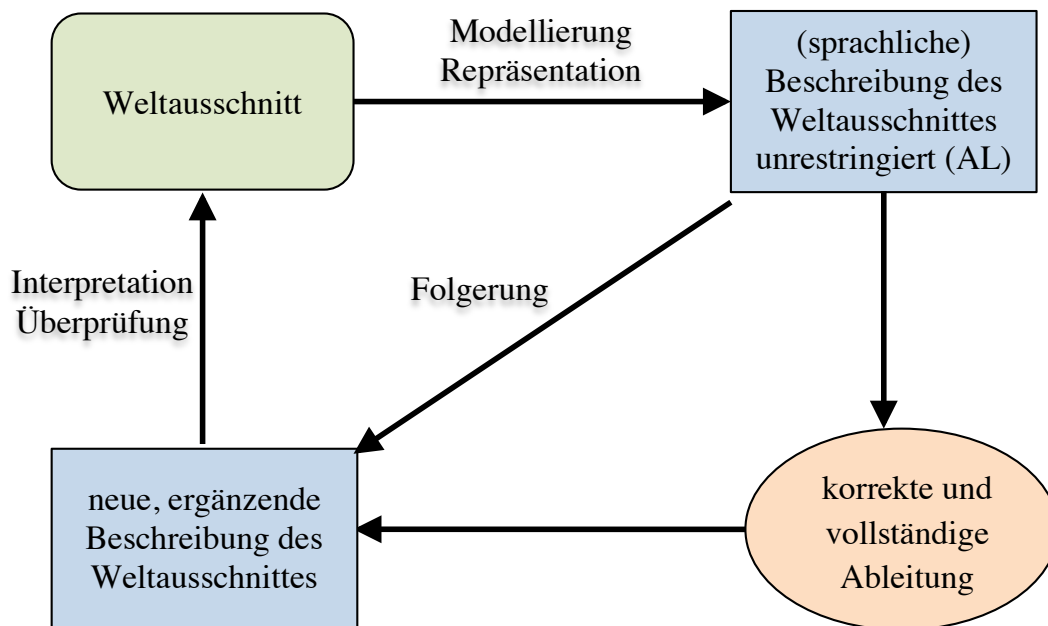 Weltausschnitt
Modellierung
Repräsentation
(sprachliche)
Beschreibung des
Weltausschnittes
unrestringiert (AL)
Interpretation
Überprüfung
Folgerung
neue, ergänzende
Beschreibung des
Weltausschnittes
korrekte und
vollständige
Ableitung